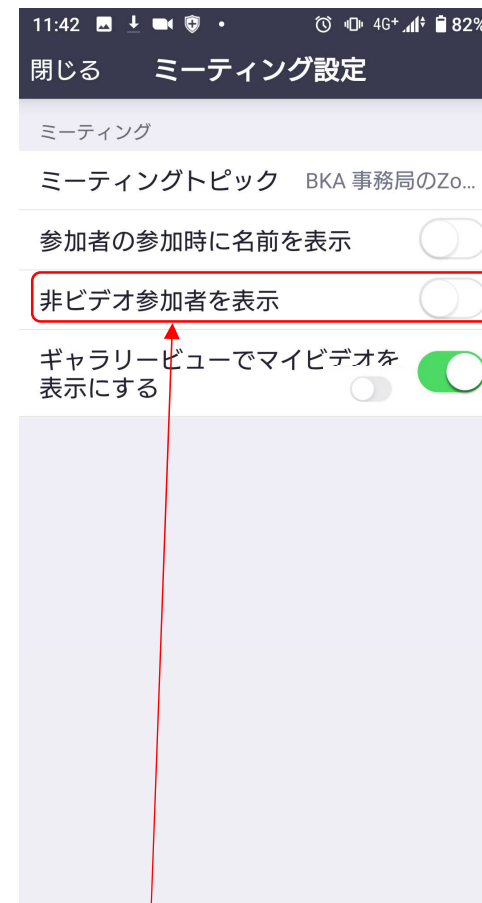 11:42 4G+ 82%
閉じる ミーティング設定
ミーティング
ミーティングトピック BKA 事務局のZo...
参加者の参加時に名前を表示
非ビデオ参加者を表示
ギャラリービューでマイビデオを
表示にする